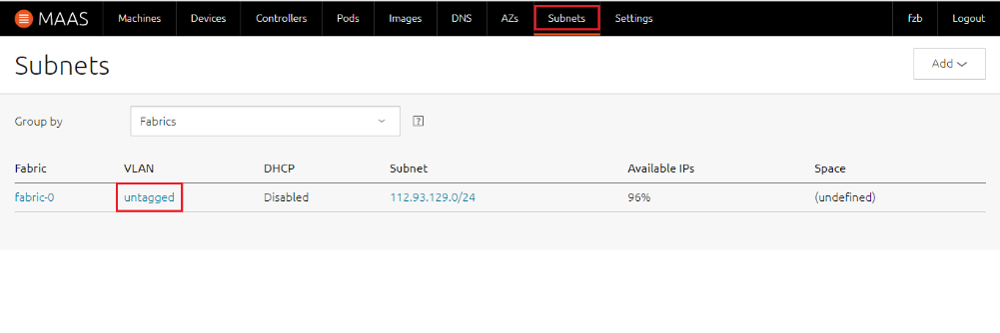 MAAS Machines Devices Controllers Pods Images DNS AZs Subnets Settings fzb Logout
Subnets Add
Group by Fabrics ?
Fabric VLAN DHCP Subnet Available IPs Space
fabric-0 untagged Disabled 112.93.129.0/24 96% (undefined)